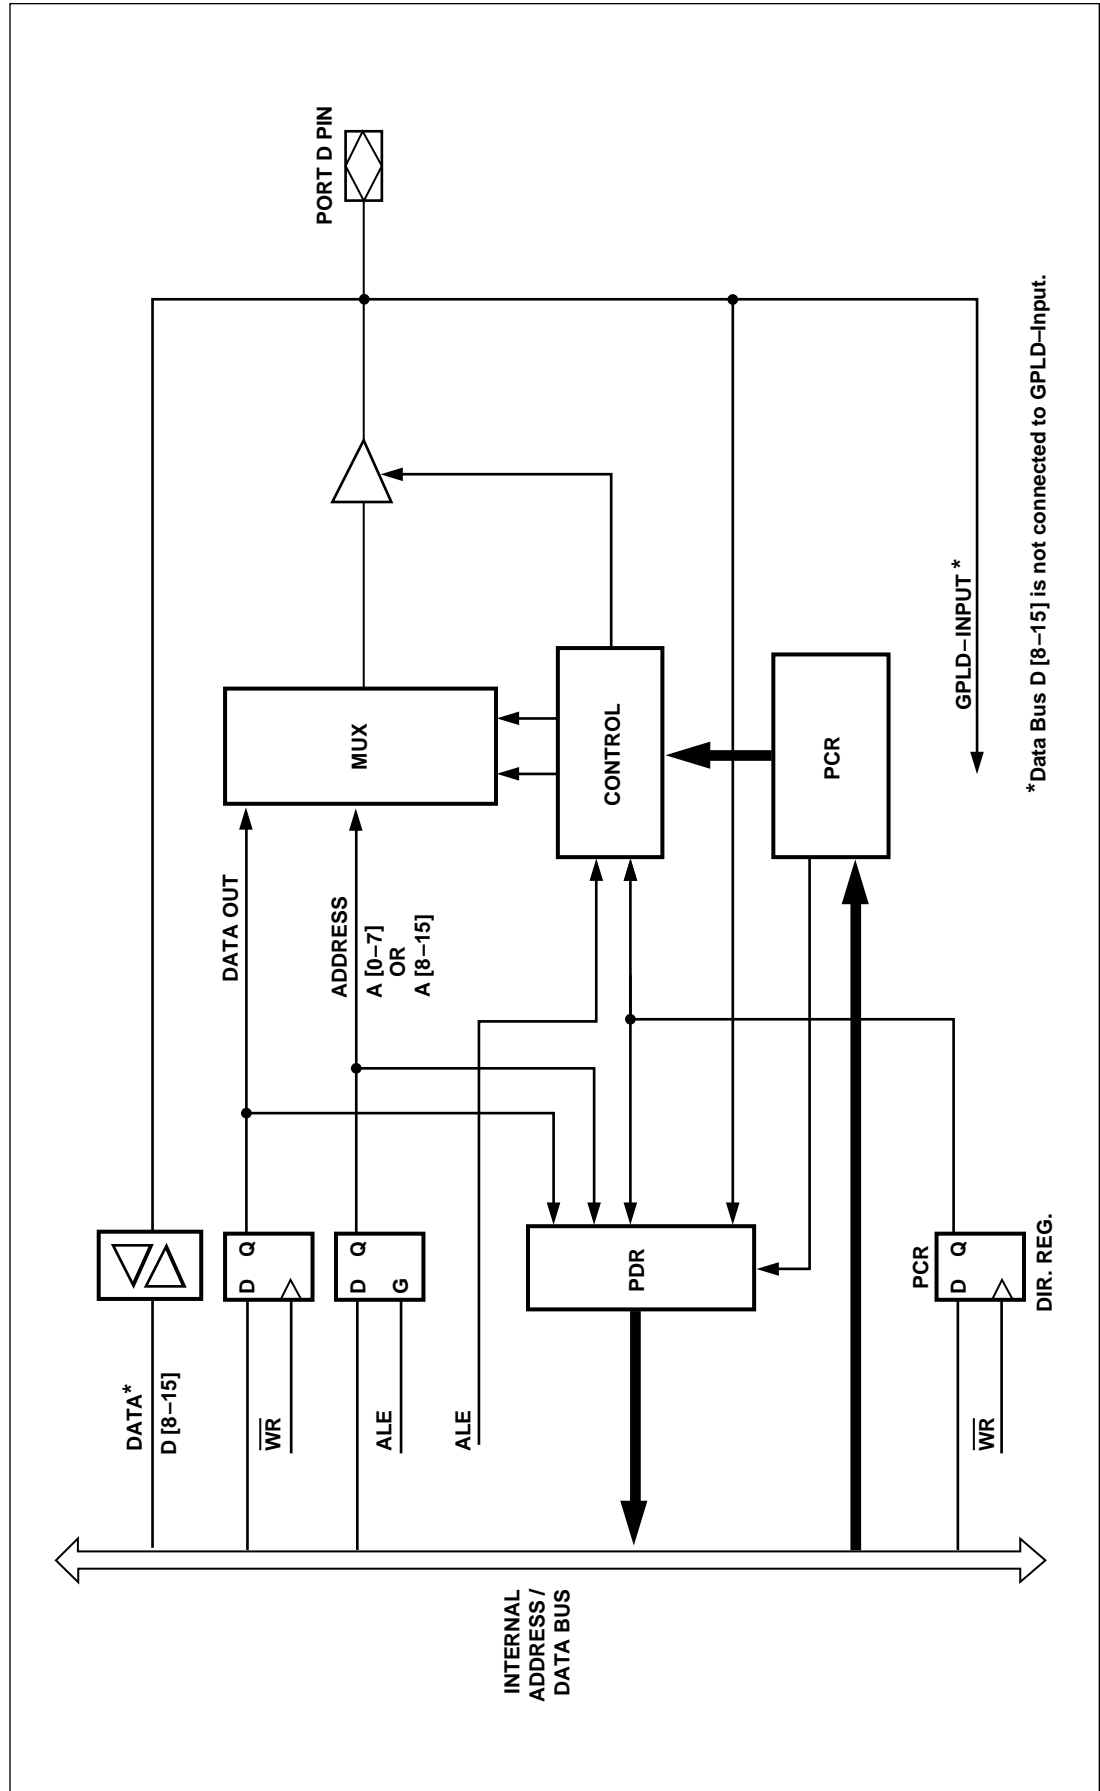 INTERNAL
ADDRESS /
DATA BUS
DATA*
D [8–15]
WR
ALE
ALE
WR
D Q
D Q
G
PDR
PCR
D Q
DIR. REG.
DATA OUT
ADDRESS
A [0–7]
OR
A [8–15]
MUX
CONTROL
PCR
GPLD–INPUT *
PORT D PIN
*Data Bus D [8–15] is not connected to GPLD–Input.